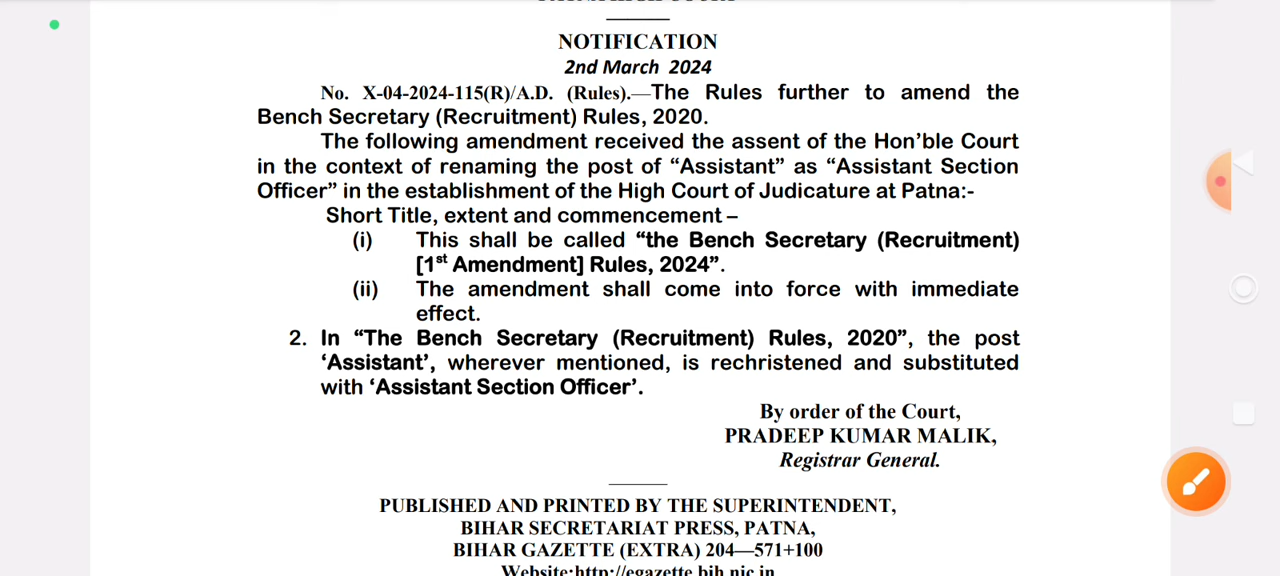 NOTIFICATION
2nd March 2024
No. X-04-2024-115(R)/A.D. (Rules).—The Rules further to amend the
Bench Secretary (Recruitment) Rules, 2020.
The following amendment received the assent of the Hon’ble Court
in the context of renaming the post of “Assistant” as “Assistant Section
Officer” in the establishment of the High Court of Judicature at Patna:-
Short Title, extent and commencement –
(i) This shall be called “the Bench Secretary (Recruitment)
[1st Amendment] Rules, 2024”.
(ii) The amendment shall come into force with immediate
effect.
2. In “The Bench Secretary (Recruitment) Rules, 2020”, the post
‘Assistant’, wherever mentioned, is rechristened and substituted
with ‘Assistant Section Officer’.
By order of the Court,
PRADEEP KUMAR MALIK,
Registrar General.
PUBLISHED AND PRINTED BY THE SUPERINTENDENT,
BIHAR SECRETARIAT PRESS, PATNA,
BIHAR GAZETTE (EXTRA) 204—571+100
Website:http://egazette.bih.nic.in